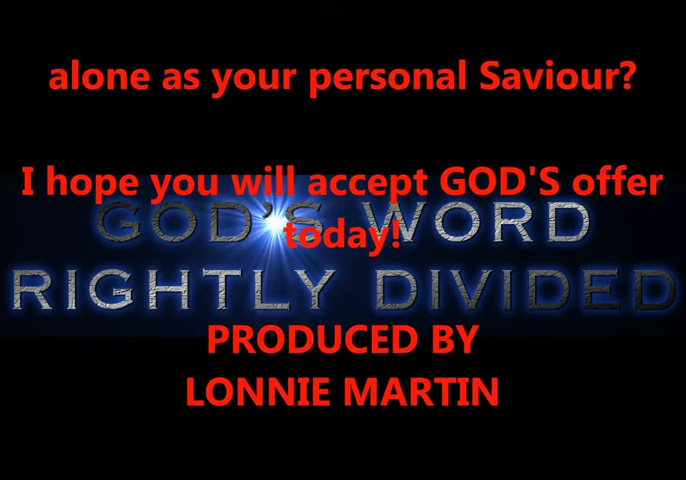 alone as your personal Saviour?
I hope you will accept GOD'S offer
today!
GOD'S WORD
RIGHTLY DIVIDED
PRODUCED BY
LONNIE MARTIN